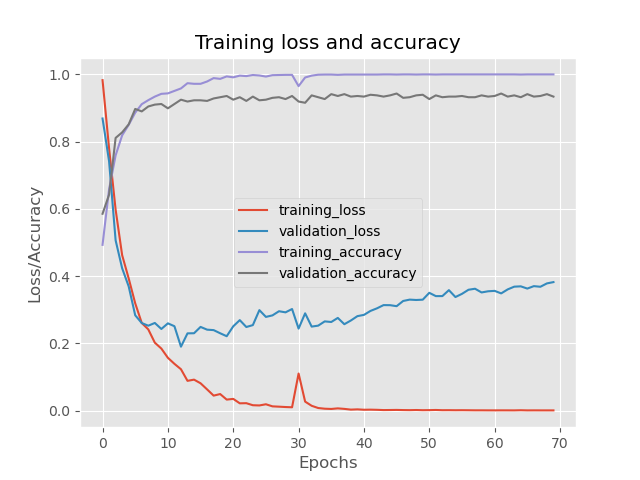 Training loss and accuracy
Loss/Accuracy
1.0
0.8
0.6
0.4
0.2
0.0
training_loss
validation_loss
training_accuracy
validation_accuracy
0 10 20 30 40 50 60 70
Epochs